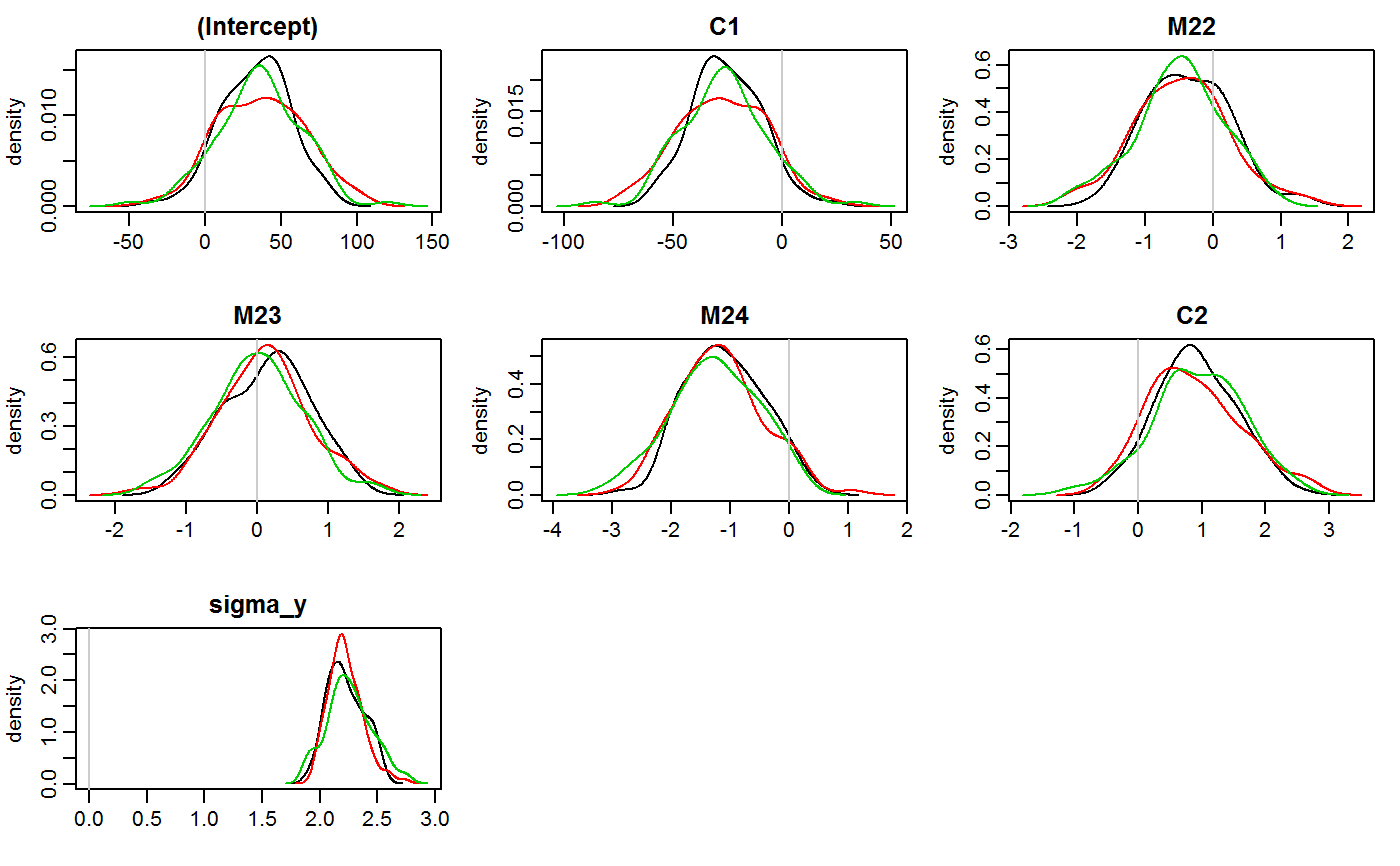 (Intercept)
density
0.000 0.010
-50 0 50 100 150
C1
density
0.000 0.015
-100 -50 0 50
M22
density
0.0 0.2 0.4 0.6
-3 -2 -1 0 1 2
M23
density
0.0 0.3 0.6
-2 -1 0 1 2
M24
density
0.0 0.2 0.4
-4 -3 -2 -1 0 1 2
C2
density
0.0 0.2 0.4 0.6
-2 -1 0 1 2 3
sigma_y
density
0.0 1.0 2.0 3.0
0.0 0.5 1.0 1.5 2.0 2.5 3.0